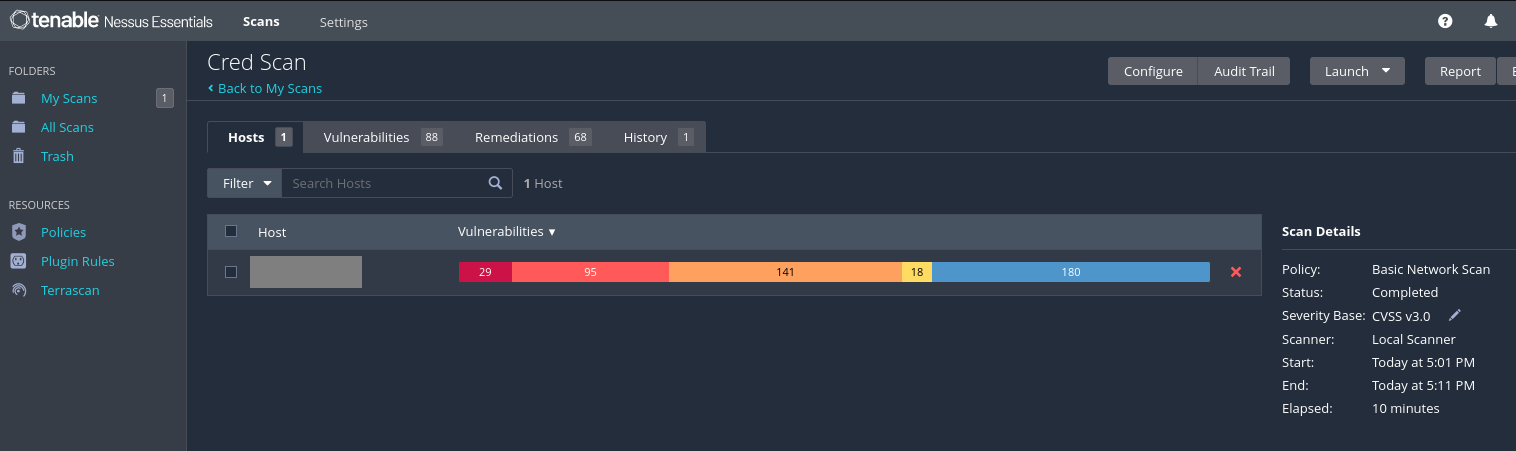 tenable Nessus Essentials Scans Settings
FOLDERS
My Scans 1
All Scans
Trash
RESOURCES
Policies
Plugin Rules
Terrascan
Cred Scan
Back to My Scans
Configure Audit Trail Launch Report
Hosts 1 Vulnerabilities 88 Remediations 68 History 1
Filter Search Hosts 1 Host
Host Vulnerabilities
29 95 141 18 180
Scan Details
Policy: Basic Network Scan
Status: Completed
Severity Base: CVSS v3.0
Scanner: Local Scanner
Start: Today at 5:01 PM
End: Today at 5:11 PM
Elapsed: 10 minutes